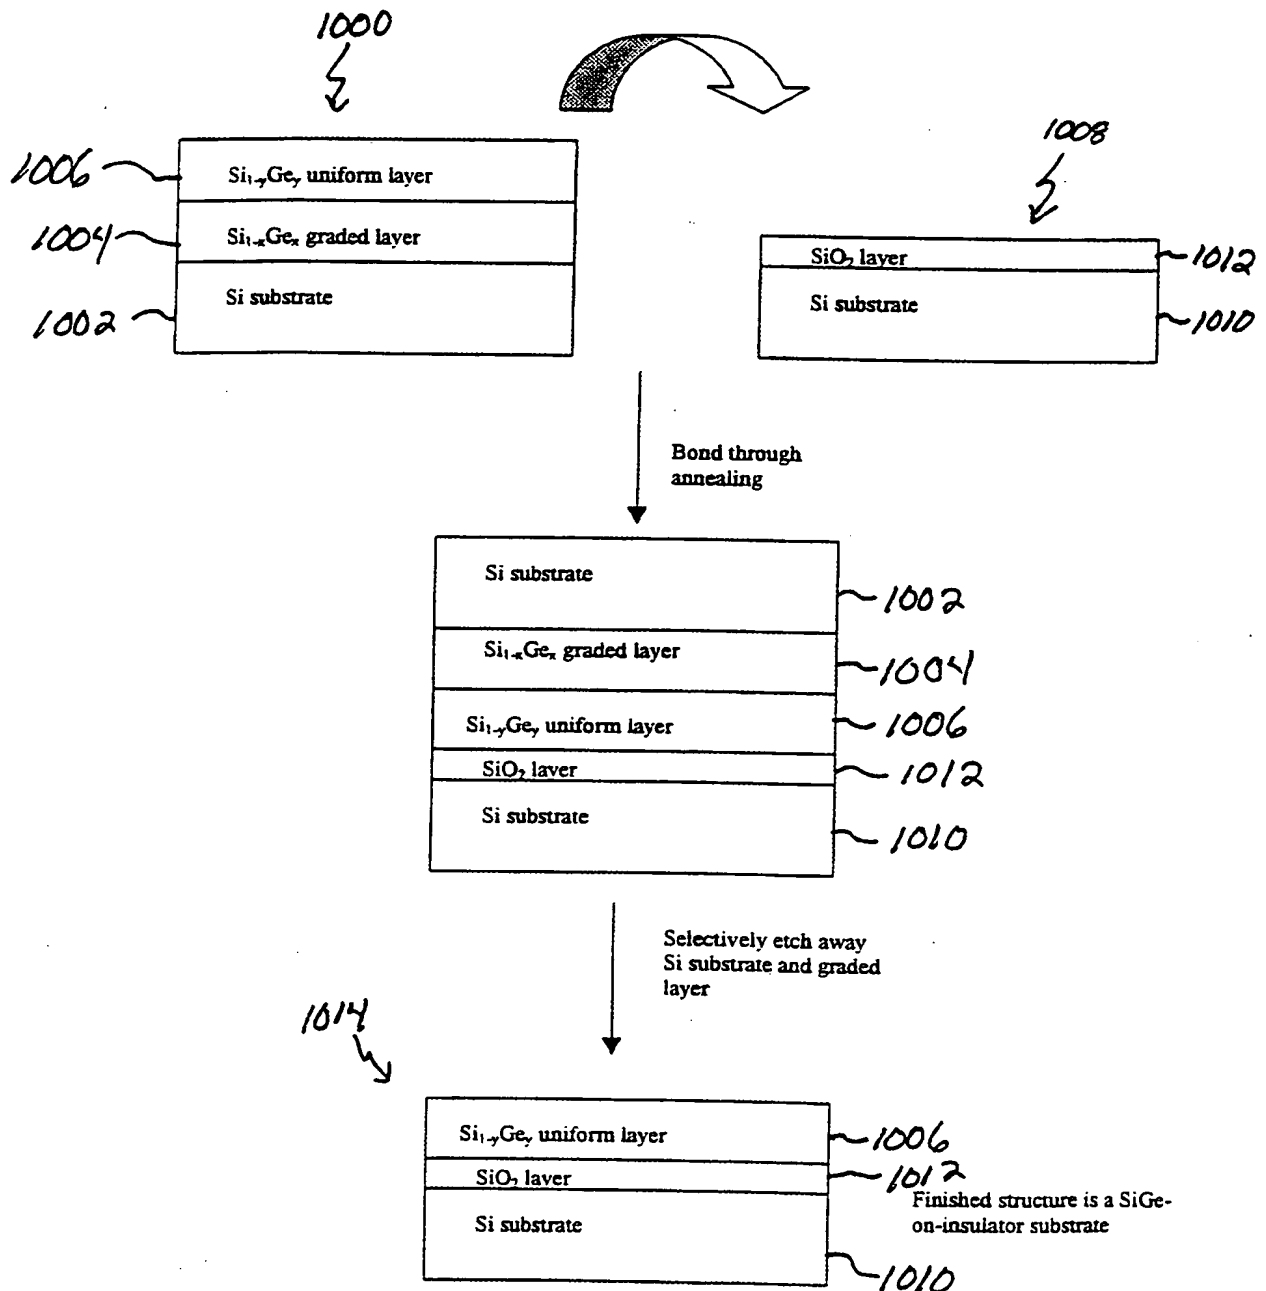 1000
1008
1006
Si₁₋yGey uniform layer
1004
Si₁₋ₓGeₓ graded layer
SiO₂ layer
1012
Si substrate
1002
Si substrate
1010
Bond through
annealing
Si substrate
1002
Si₁₋ₓGeₓ graded layer
1004
Si₁₋yGey uniform layer
1006
SiO₂ layer
1012
Si substrate
1010
Selectively etch away
Si substrate and graded
layer
1014
Si₁₋yGey uniform layer
1006
SiO₂ layer
1012
Finished structure is a SiGe-
on-insulator substrate
Si substrate
1010